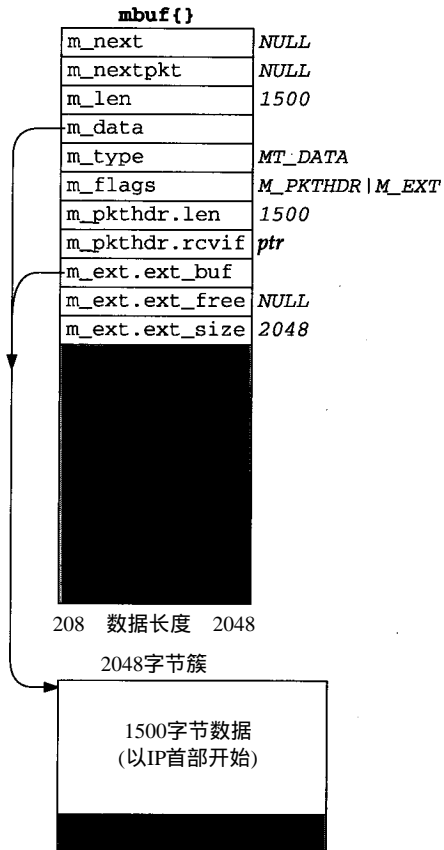 mbuf{}
m_next NULL
m_nextpkt NULL
m_len 1500
m_data
m_type MT_DATA
m_flags M_PKTHDR|M_EXT
m_pkthdr.len 1500
m_pkthdr.rcvif ptr
m_ext.ext_buf
m_ext.ext_free NULL
m_ext.ext_size 2048
208 数据长度 2048
2048字节簇
1500字节数据
(以IP首部开始)